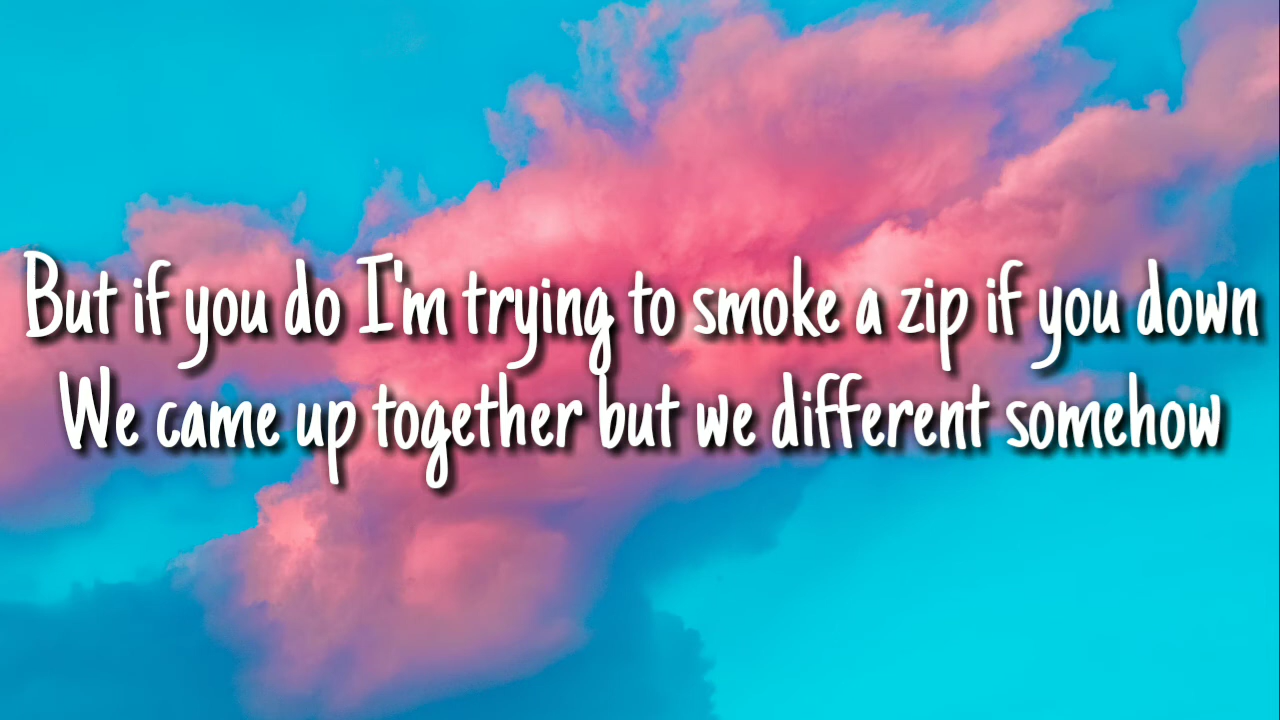 But if you do I'm trying to smoke a zip if you down
We came up together but we different somehow